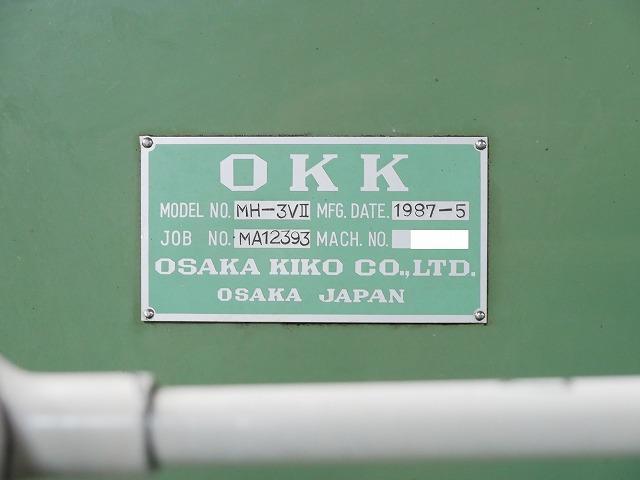 OKK
MODEL NO. MH-3VII MFG. DATE. 1987-5
JOB NO. MA12393 MACH. NO.
OSAKA KIKO CO., LTD.
OSAKA JAPAN